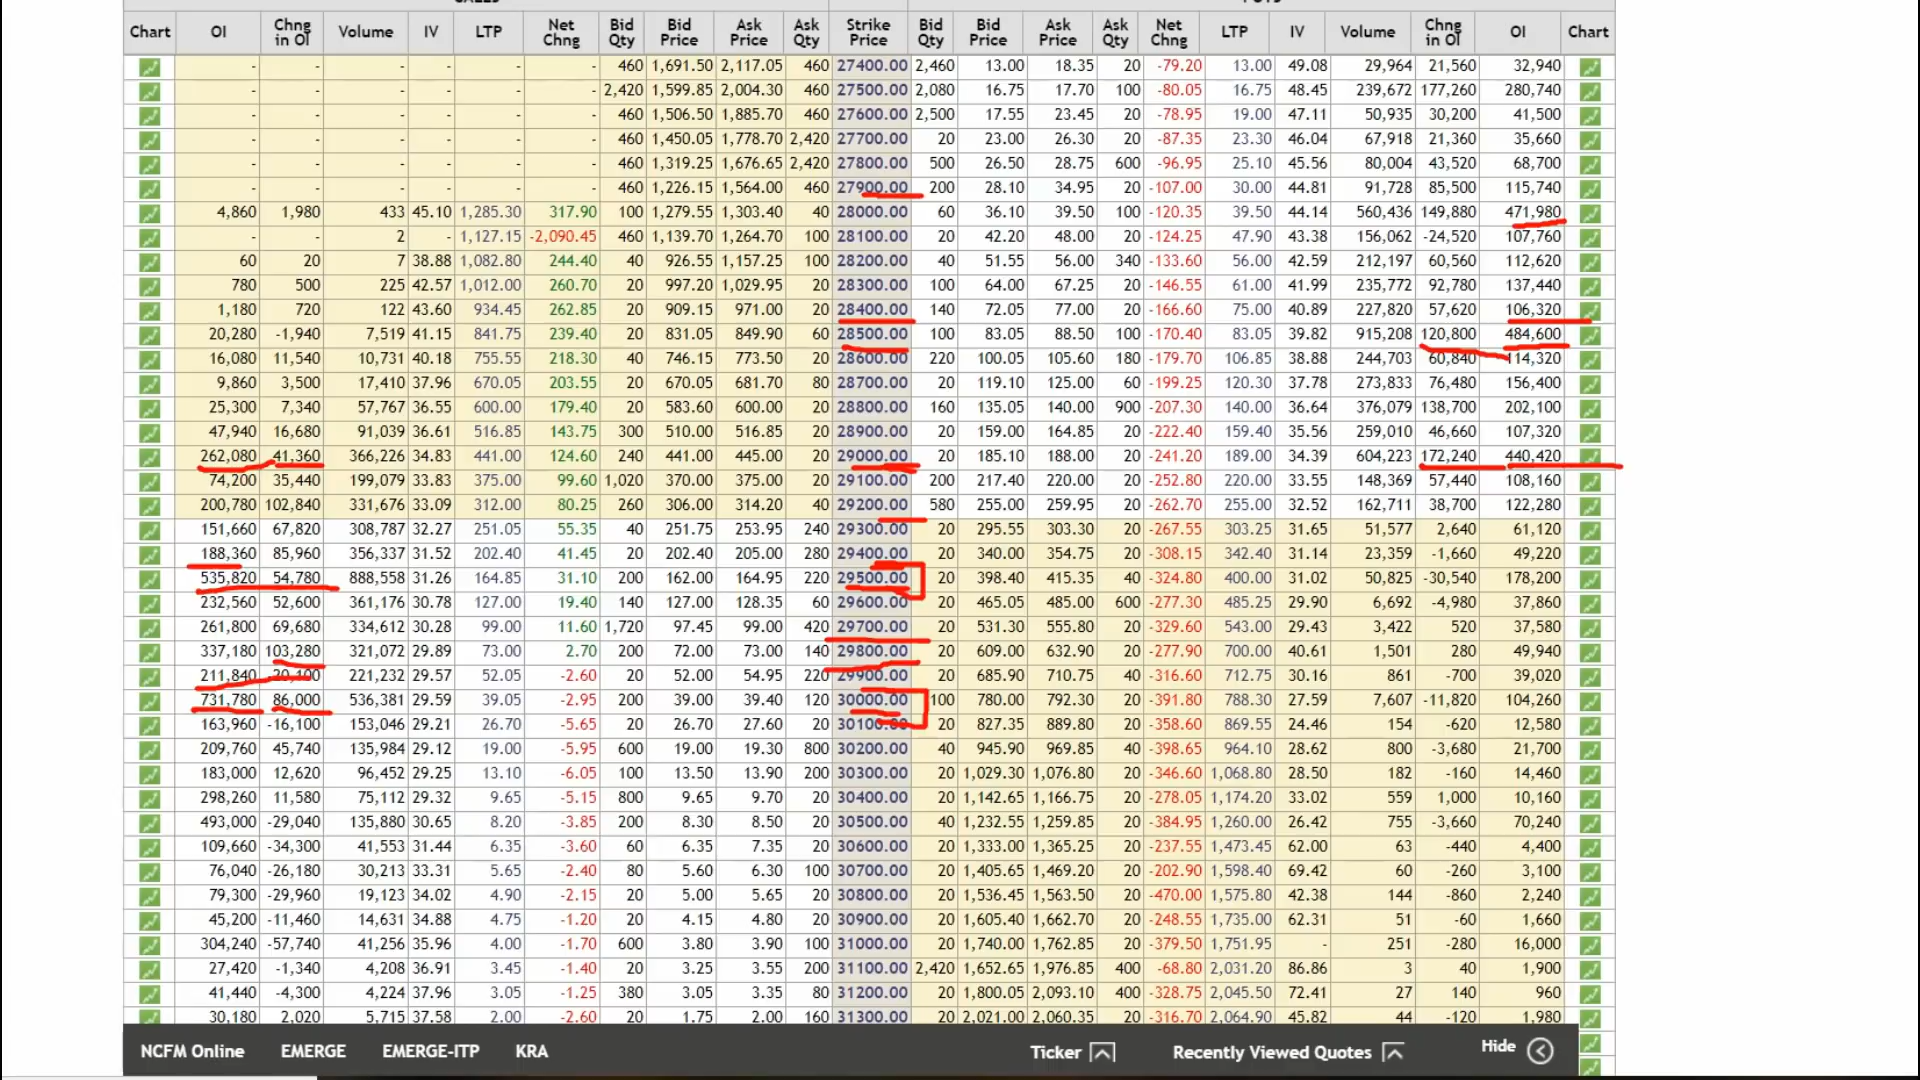 Chart OI Chng in OI Volume IV LTP Net Chng Bid Qty Bid Price Ask Price Ask Qty Strike Price Bid Qty Bid Price Ask Price Ask Qty Net Chng LTP IV Volume Chng in OI OI Chart
- - - - - - 460 1,691.50 2,117.05 460 27400.00 2,460 13.00 18.35 20 -79.20 13.00 49.08 29,964 21,560 32,940
- - - - - - 2,420 1,599.85 2,004.30 460 27500.00 2,080 16.75 17.70 100 -80.05 16.75 48.45 239,672 177,260 280,740
- - - - - - 460 1,506.50 1,885.70 460 27600.00 2,500 17.55 23.45 20 -78.95 19.00 47.11 50,935 30,200 41,500
- - - - - - 460 1,450.05 1,778.70 2,420 27700.00 20 23.00 26.30 20 -87.35 23.30 46.04 67,918 21,360 35,660
- - - - - - 460 1,319.25 1,676.65 2,420 27800.00 500 26.50 28.75 600 -96.95 25.10 45.56 80,004 43,520 68,700
- - - - - - 460 1,226.15 1,564.00 460 27900.00 200 28.10 34.95 20 -107.00 30.00 44.81 91,728 85,500 115,740
4,860 1,980 433 45.10 1,285.30 317.90 100 1,279.55 1,303.40 40 28000.00 60 36.10 39.50 100 -120.35 39.50 44.14 560,436 149,880 471,980
- - 2 - 1,127.15 -2,090.45 460 1,139.70 1,264.70 100 28100.00 20 42.20 48.00 20 -124.25 47.90 43.38 156,062 -24,520 107,760
60 20 7 38.88 1,082.80 244.40 40 926.55 1,157.25 100 28200.00 40 51.55 56.00 340 -133.60 56.00 42.59 212,197 60,560 112,620
780 500 225 42.57 1,012.00 260.70 20 997.20 1,029.95 20 28300.00 100 64.00 67.25 20 -146.55 61.00 41.99 235,772 92,780 137,440
1,180 720 122 43.60 934.45 262.85 20 909.15 971.00 20 28400.00 140 72.05 77.00 20 -166.60 75.00 40.89 227,820 57,620 106,320
20,280 -1,940 7,519 41.15 841.75 239.40 20 831.05 849.90 60 28500.00 100 83.05 88.50 100 -170.40 83.05 39.82 915,208 120,800 484,600
16,080 11,540 10,731 40.18 755.55 218.30 40 746.15 773.50 20 28600.00 220 100.05 105.60 180 -179.70 106.85 38.88 244,703 60,840 114,320
9,860 3,500 17,410 37.96 670.05 203.55 20 670.05 681.70 80 28700.00 20 119.10 125.00 60 -199.25 120.30 37.78 273,833 76,480 156,400
25,300 7,340 57,767 36.55 600.00 179.40 20 583.60 600.00 20 28800.00 160 135.05 140.00 900 -207.30 140.00 36.64 376,079 138,700 202,100
47,940 16,680 91,039 36.61 516.85 143.75 300 510.00 516.85 20 28900.00 20 159.00 164.85 20 -222.40 159.40 35.56 259,010 46,660 107,320
262,080 41,360 366,226 34.83 441.00 124.60 240 441.00 445.00 20 29000.00 20 185.10 188.00 20 -241.20 189.00 34.39 604,223 172,240 440,420
74,200 35,440 199,079 33.83 375.00 99.60 1,020 370.00 375.00 20 29100.00 200 217.40 220.00 20 -252.80 220.00 33.55 148,369 57,440 108,160
200,780 102,840 331,676 33.09 312.00 80.25 260 306.00 314.20 40 29200.00 580 255.00 259.95 20 -262.70 255.00 32.52 162,711 38,700 122,280
151,660 67,820 308,787 32.27 251.05 55.35 40 251.75 253.95 240 29300.00 20 295.55 303.30 20 -267.55 303.25 31.65 51,577 2,640 61,120
188,360 85,960 356,337 31.52 202.40 41.45 20 202.40 205.00 280 29400.00 20 340.00 354.75 20 -308.15 342.40 31.14 23,359 -1,660 49,220
535,820 54,780 888,558 31.26 164.85 31.10 200 162.00 164.95 220 29500.00 20 398.40 415.35 40 -324.80 400.00 31.02 50,825 -30,540 178,200
232,560 52,600 361,176 30.78 127.00 19.40 140 127.00 128.35 60 29600.00 20 465.05 485.00 600 -277.30 485.25 29.90 6,692 -4,980 37,860
261,800 69,680 334,612 30.28 99.00 11.60 1,720 97.45 99.00 420 29700.00 20 531.30 555.80 20 -329.60 543.00 29.43 3,422 520 37,580
337,180 103,280 321,072 29.89 73.00 2.70 200 72.00 73.00 140 29800.00 20 609.00 632.90 20 -277.90 700.00 40.61 1,501 280 49,940
211,840 20,100 221,232 29.57 52.05 -2.60 20 52.00 54.95 220 29900.00 20 685.90 710.75 40 -316.60 712.75 30.16 861 -700 39,020
731,780 86,000 536,381 29.59 39.05 -2.95 200 39.00 39.40 120 30000.00 100 780.00 792.30 20 -391.80 788.30 27.59 7,607 -11,820 104,260
163,960 -16,100 153,046 29.21 26.70 -5.65 20 26.70 27.60 20 30100.00 20 827.35 889.80 20 -358.60 869.55 24.46 154 -620 12,580
209,760 45,740 135,984 29.12 19.00 -5.95 600 19.00 19.30 800 30200.00 40 945.90 969.85 40 -398.65 964.10 28.62 800 -3,680 21,700
183,000 12,620 96,452 29.25 13.10 -6.05 100 13.50 13.90 200 30300.00 20 1,029.30 1,076.80 20 -346.60 1,068.80 28.50 182 -160 14,460
298,260 11,580 75,112 29.32 9.65 -5.15 800 9.65 9.70 20 30400.00 20 1,142.65 1,166.75 20 -278.05 1,174.20 33.02 559 1,000 10,160
493,000 -29,040 135,880 30.65 8.20 -3.85 200 8.30 8.50 20 30500.00 40 1,232.55 1,259.85 20 -384.95 1,260.00 26.42 755 -3,660 70,240
109,660 -34,300 41,553 31.44 6.35 -3.60 60 6.35 7.35 20 30600.00 20 1,333.00 1,365.25 20 -237.55 1,473.45 62.00 63 -440 4,400
76,040 -26,180 30,213 33.31 5.65 -2.40 80 5.60 6.30 100 30700.00 20 1,405.65 1,469.20 20 -202.90 1,598.40 69.42 60 -260 3,100
79,300 -29,960 19,123 34.02 4.90 -2.15 20 5.00 5.65 20 30800.00 20 1,536.45 1,563.50 20 -470.00 1,575.80 42.38 144 -860 2,240
45,200 -11,460 14,631 34.88 4.75 -1.20 20 4.15 4.80 20 30900.00 20 1,605.40 1,662.70 20 -248.55 1,735.00 62.31 51 -60 1,660
304,240 -57,740 41,256 35.96 4.00 -1.70 600 3.80 3.90 100 31000.00 20 1,740.00 1,762.85 20 -379.50 1,751.95 - 251 -280 16,000
27,420 -1,340 4,208 36.91 3.45 -1.40 20 3.25 3.55 200 31100.00 2,420 1,652.65 1,976.85 400 -68.80 2,031.20 86.86 3 40 1,900
41,440 -4,300 4,224 37.96 3.05 -1.25 380 3.05 3.35 80 31200.00 20 1,800.05 2,093.10 400 -328.75 2,045.50 72.41 27 140 960
30,180 2,020 5,715 37.58 2.00 -2.60 20 1.75 2.00 160 31300.00 20 2,021.00 2,060.35 20 -316.70 2,064.90 45.82 44 -120 1,980
NCFM Online EMERGE EMERGE-ITP KRA Ticker Recently Viewed Quotes Hide